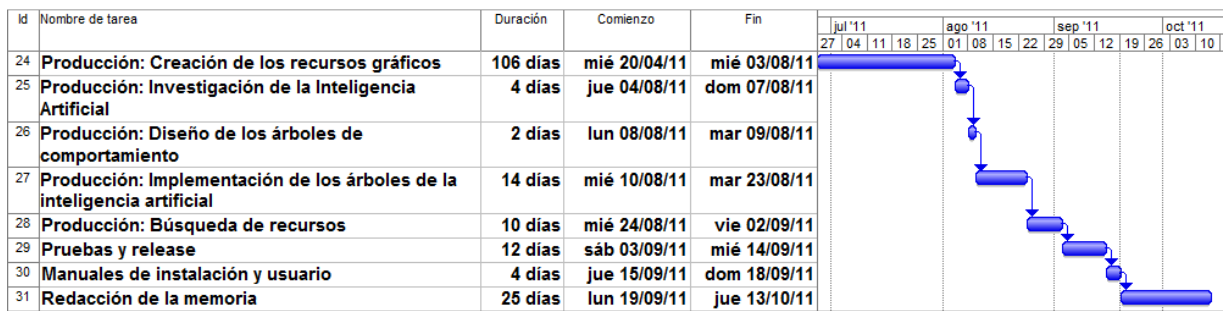 Id Nombre de tarea Duración Comienzo Fin
jul '11 ago '11 sep '11 oct '11
27 04 11 18 25 01 08 15 22 29 05 12 19 26 03 10
24 Producción: Creación de los recursos gráficos 106 días mié 20/04/11 mié 03/08/11
25 Producción: Investigación de la Inteligencia 4 días jue 04/08/11 dom 07/08/11
Artificial
26 Producción: Diseño de los árboles de 2 días lun 08/08/11 mar 09/08/11
comportamiento
27 Producción: Implementación de los árboles de la 14 días mié 10/08/11 mar 23/08/11
inteligencia artificial
28 Producción: Búsqueda de recursos 10 días mié 24/08/11 vie 02/09/11
29 Pruebas y release 12 días sáb 03/09/11 mié 14/09/11
30 Manuales de instalación y usuario 4 días jue 15/09/11 dom 18/09/11
31 Redacción de la memoria 25 días lun 19/09/11 jue 13/10/11